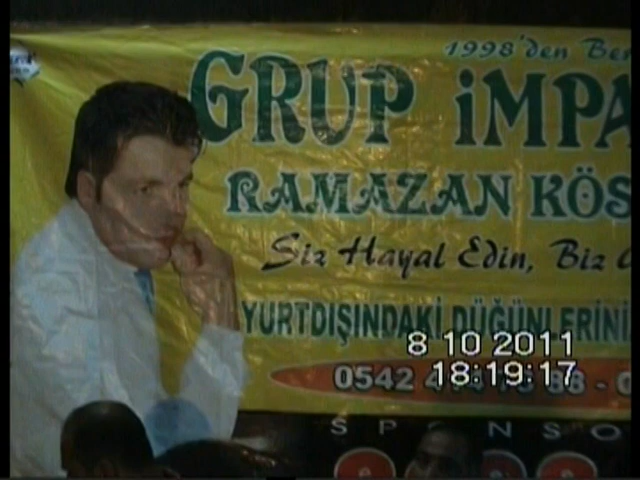 1998'den
GRUP İMPA
RAMAZAN KÖS
Siz Hayal Edin, Biz
YURTDIŞINDAKİ DÜĞÜNLERİNİ
8 10 2011
0542
18:19:17
SPONSO